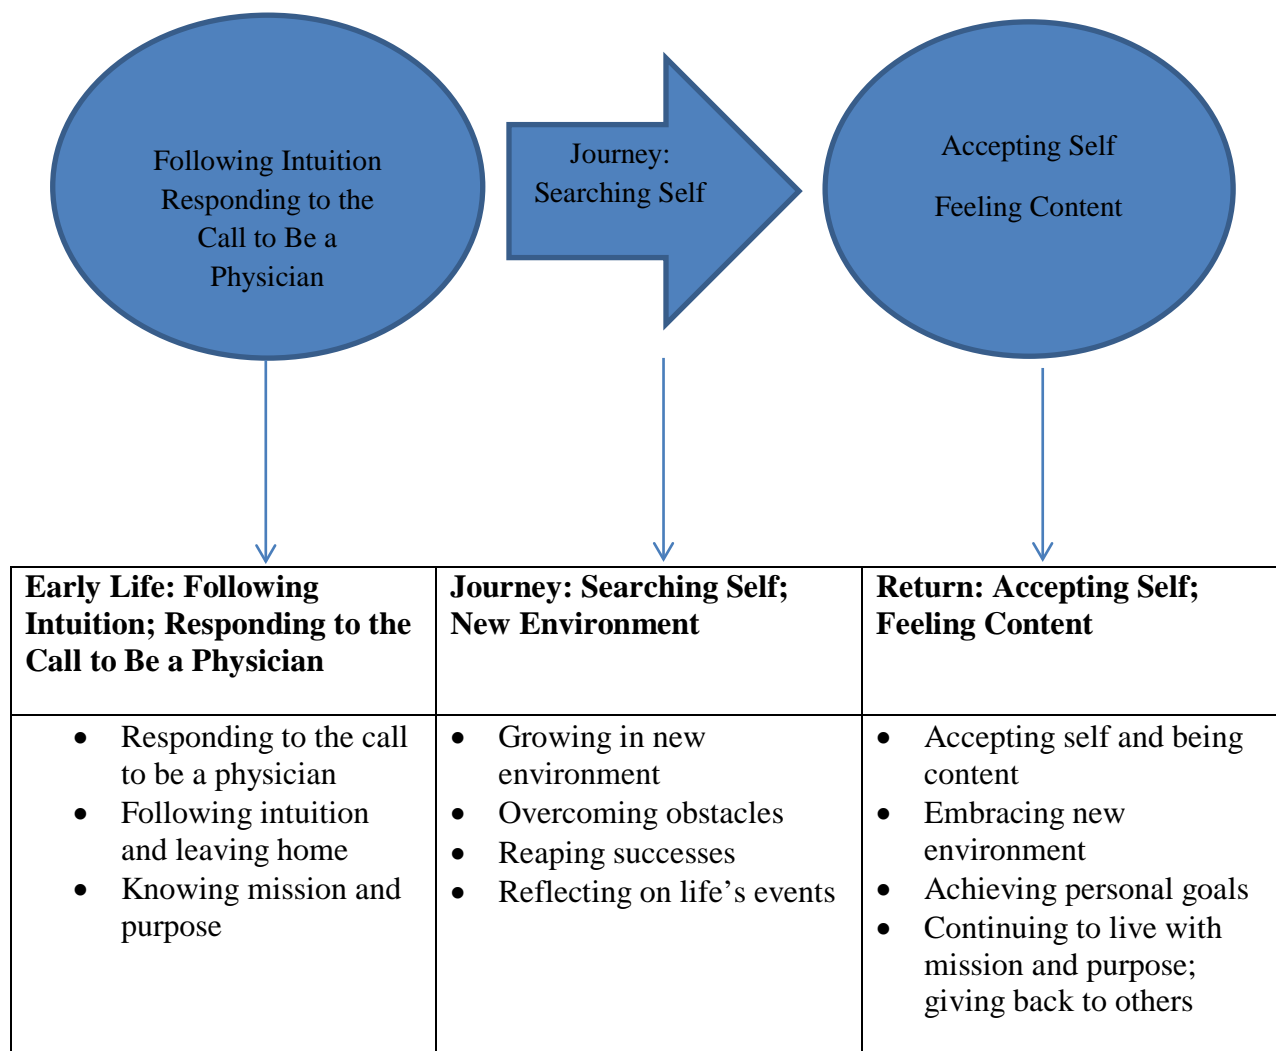 Following Intuition
Responding to the
Call to Be a
Physician
Journey:
Searching Self
Accepting Self
Feeling Content
Early Life: Following
Intuition; Responding to the
Call to Be a Physician
Journey: Searching Self;
New Environment
Return: Accepting Self;
Feeling Content
• Responding to the call
to be a physician
• Following intuition
and leaving home
• Knowing mission and
purpose
• Growing in new
environment
• Overcoming obstacles
• Reaping successes
• Reflecting on life’s events
• Accepting self and being
content
• Embracing new
environment
• Achieving personal goals
• Continuing to live with
mission and purpose;
giving back to others